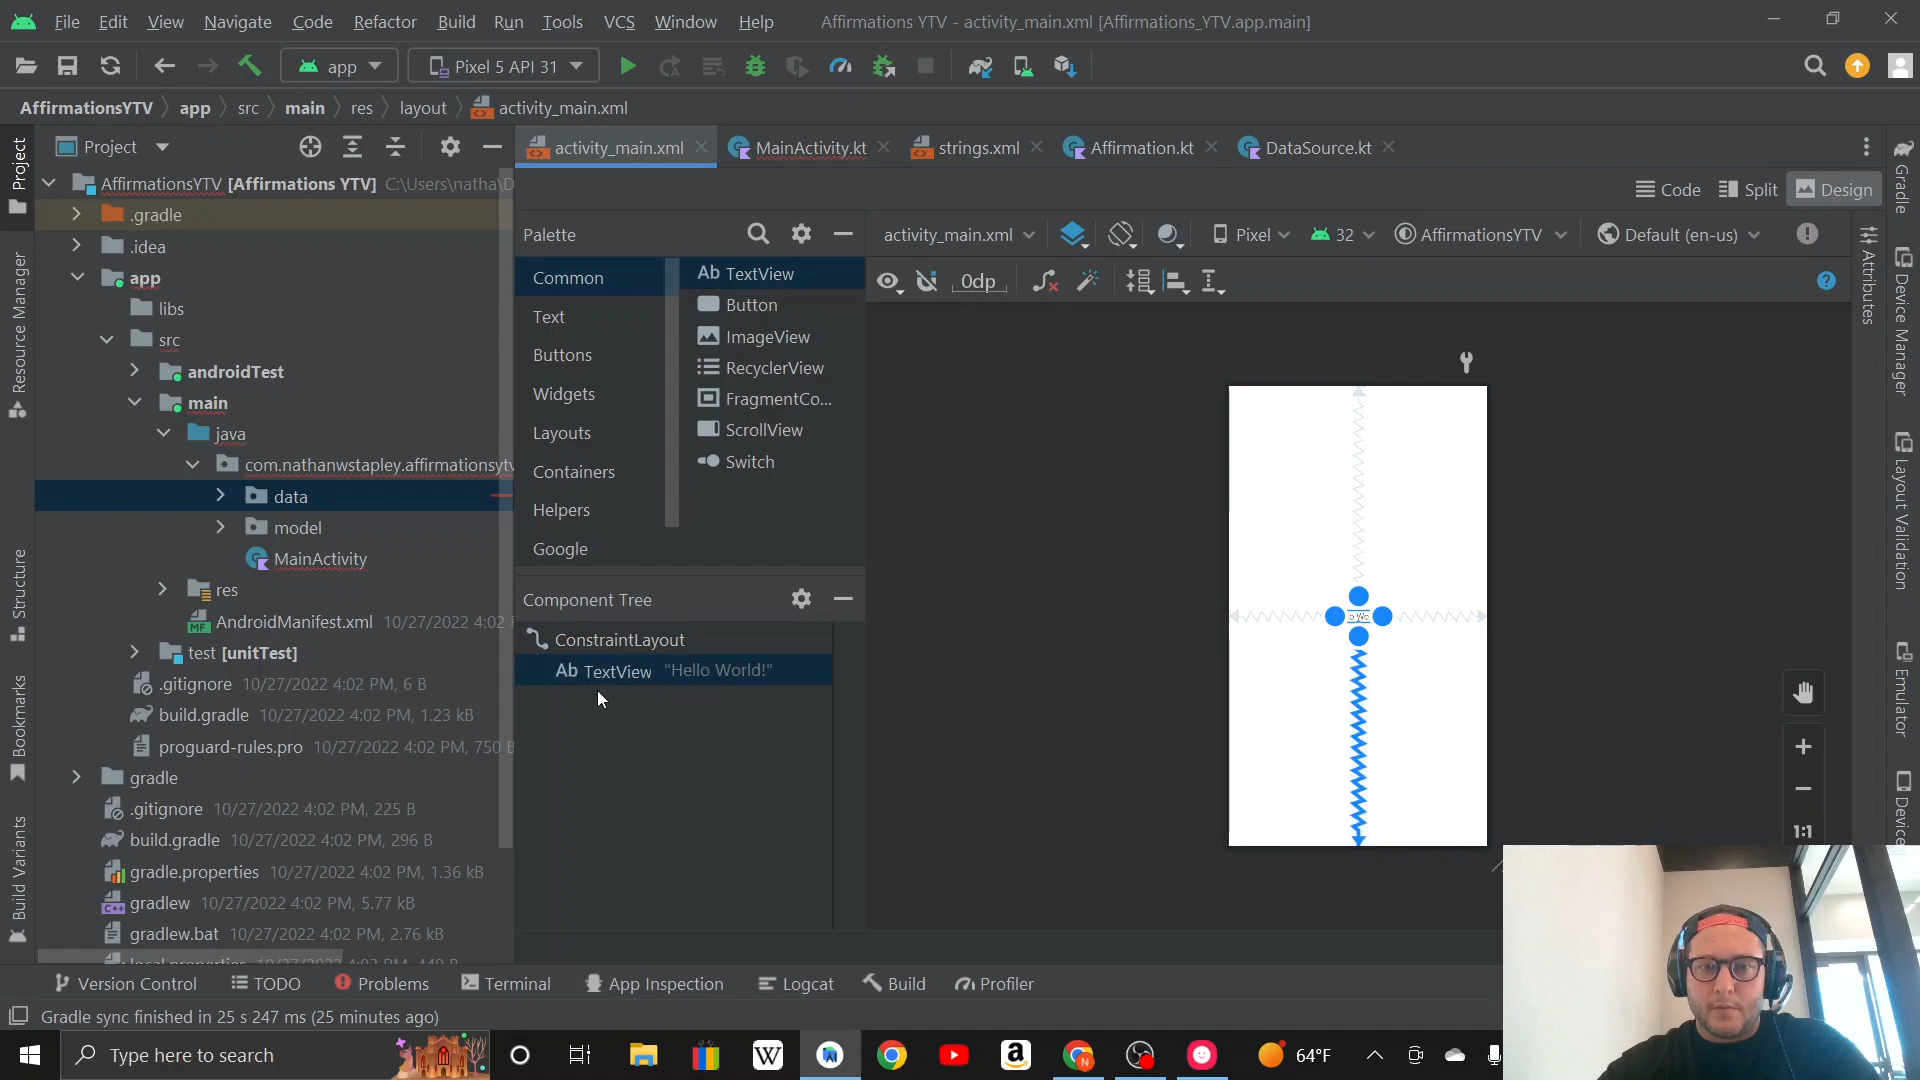 File Edit View Navigate Code Refactor Build Run Tools VCS Window Help Affirmations YTV - activity_main.xml [Affirmations_YTV.app.main]
app Pixel 5 API 31
AffirmationsYTV app src main res layout activity_main.xml
Project
activity_main.xml MainActivity.kt strings.xml Affirmation.kt DataSource.kt
Code Split Design
AffirmationsYTV [Affirmations YTV] C:\Users\natha\D
.gradle
.idea
app
libs
src
androidTest
main
java
com.nathanwstapley.affirmationsytv
data
model
MainActivity
res
AndroidManifest.xml 10/27/2022 4:02
test [unitTest]
.gitignore 10/27/2022 4:02 PM, 6 B
build.gradle 10/27/2022 4:02 PM, 1.23 kB
proguard-rules.pro 10/27/2022 4:02 PM, 750 B
gradle
.gitignore 10/27/2022 4:02 PM, 225 B
build.gradle 10/27/2022 4:02 PM, 296 B
gradle.properties 10/27/2022 4:02 PM, 1.36 kB
gradlew 10/27/2022 4:02 PM, 5.77 kB
gradlew.bat 10/27/2022 4:02 PM, 2.76 kB
Project
Resource Manager
Structure
Bookmarks
Build Variants
Palette
Common
Text
Buttons
Widgets
Layouts
Containers
Helpers
Google
Ab TextView
Button
ImageView
RecyclerView
FragmentCo...
ScrollView
Switch
Component Tree
ConstraintLayout
Ab TextView "Hello World!"
activity_main.xml Pixel 32 AffirmationsYTV Default (en-us)
0dp
o Wo
1:1
Attributes
Gradle
Device Manager
Layout Validation
Emulator
Device
Version Control TODO Problems Terminal App Inspection Logcat Build Profiler
Gradle sync finished in 25 s 247 ms (25 minutes ago)
Type here to search
64°F